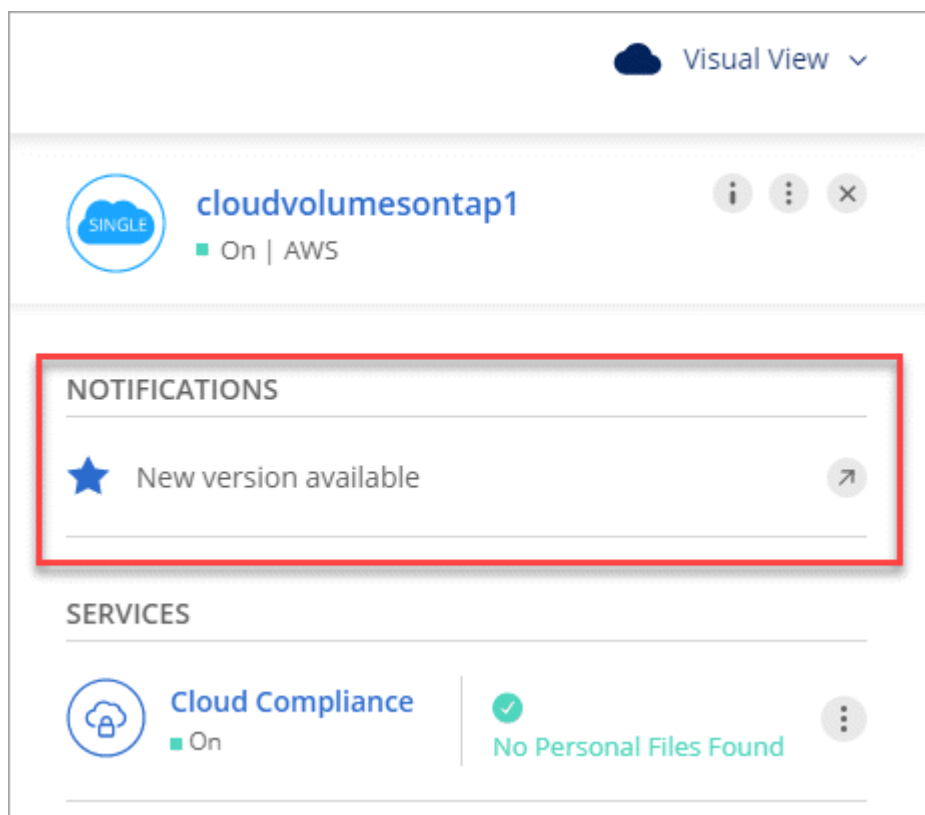 Visual View
SINGLE
cloudvolumesontap1
On | AWS
NOTIFICATIONS
New version available
SERVICES
Cloud Compliance
On
No Personal Files Found